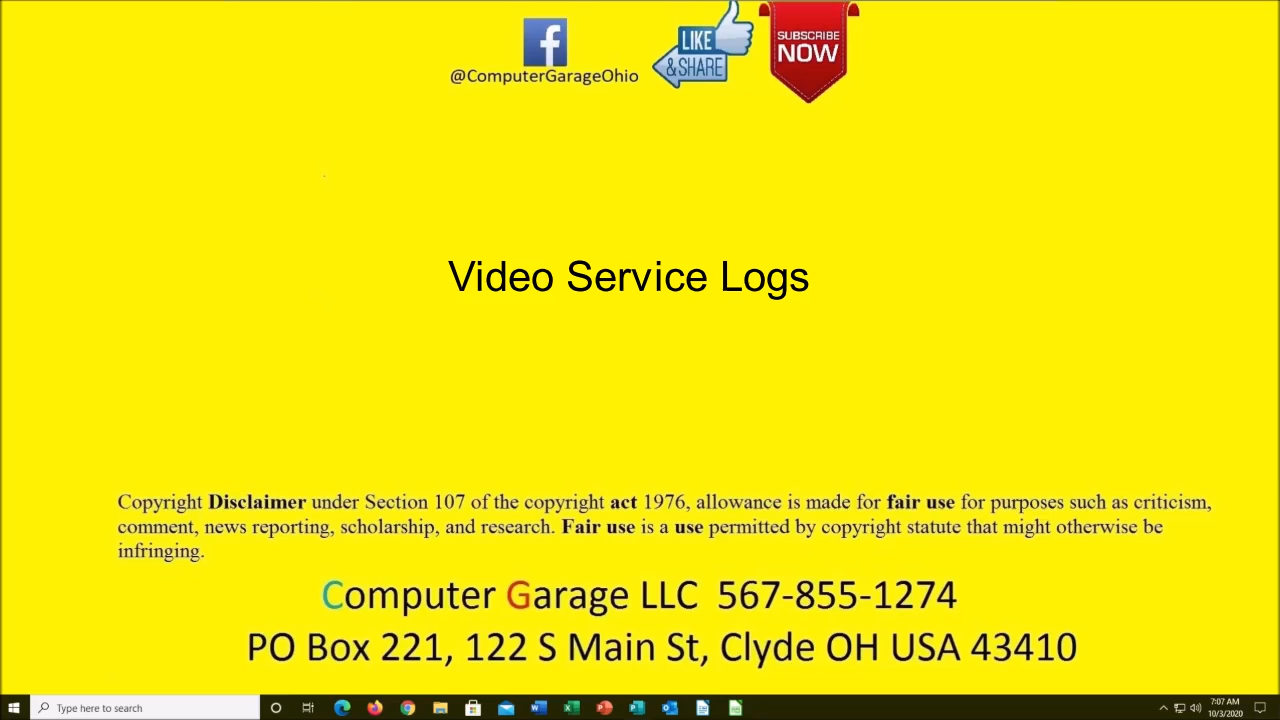 f
@ComputerGarageOhio
LIKE
& SHARE
SUBSCRIBE
NOW
Video Service Logs
Copyright Disclaimer under Section 107 of the copyright act 1976, allowance is made for fair use for purposes such as criticism,
comment, news reporting, scholarship, and research. Fair use is a use permitted by copyright statute that might otherwise be
infringing.
Computer Garage LLC 567-855-1274
PO Box 221, 122 S Main St, Clyde OH USA 43410
Type here to search
7:07 AM
10/3/2020